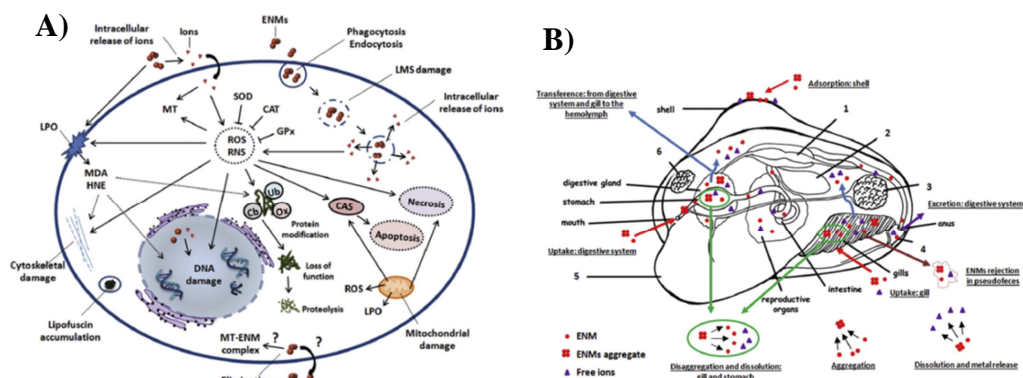 A)
B)
ENMs
Intracellular
release of ions
Ions
Phagocytosis
Endocytosis
LMS damage
Intracellular
release of ions
SOD
CAT
GPx
MT
ROS
RNS
LPO
MDA
HNE
Ub
Cb
Ox
Protein
modification
CAS
Necrosis
Apoptosis
DNA
damage
Loss of
function
Proteolysis
ROS
LPO
Mitochondrial
damage
Cytoskeletal
damage
Lipofuscin
accumulation
MT-ENM
complex
?
?
Adsorption: shell
Transference: from digestive
system and gill to the
hemolymph
shell
1
2
3
4
5
6
digestive gland
stomach
mouth
Uptake: digestive system
Excretion: digestive system
anus
gills
Uptake: gill
ENMs rejection
in pseudofeces
intestine
reproductive
organs
ENM
ENMs aggregate
Free ions
Disaggregation and dissolution:
gill and stomach
Aggregation
Dissolution and metal release